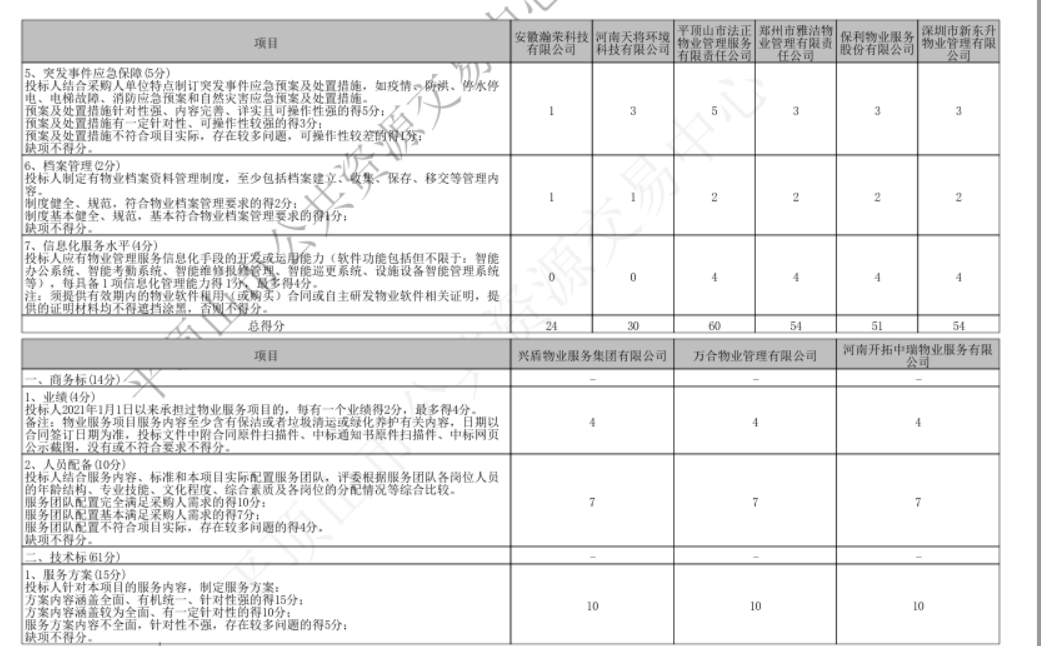 项目 安徽瀚荣科技有限公司 河南天将环境科技有限公司 平顶山市法正物业管理服务有限责任公司 郑州市雅洁物业管理有限责任公司 保利物业服务股份有限公司 深圳市新东升物业管理有限公司
5、突发事件应急保障(5分)
投标人结合采购人单位特点制订突发事件应急预案及处置措施，如疫情、防洪、停水停
电、电梯故障、消防应急预案和自然灾害应急预案及处置措施。
预案及处置措施针对性强、内容完善、详实且可操作性强的得5分；
预案及处置措施有一定针对性、可操作性较强的得3分；
预案及处置措施不符合项目实际，存在较多问题，可操作性较差的得1分；
缺项不得分。
1 3 5 3 3 3
6、档案管理(2分)
投标人制定有物业档案资料管理制度，至少包括档案建立、收集、保存、移交等管理内
容。
制度健全、规范，符合物业档案管理要求的得2分；
制度基本健全、规范，基本符合物业档案管理要求的得1分；
缺项不得分。
1 1 2 2 2 2
7、信息化服务水平(4分)
投标人应有物业管理服务信息化手段的开发或运用能力（软件功能包括但不限于：智能
办公系统、智能考勤系统、智能维修报修管理、智能巡更系统、设施设备智能管理系统
等），每具备1项信息化管理能力得1分，最多得4分。
注：须提供有效期内的物业软件租用（或购买）合同或自主研发物业软件相关证明，提
供的证明材料均不得遮挡涂黑，否则不得分。
0 0 4 4 4 4
总得分 24 30 60 54 51 54
项目 兴盾物业服务集团有限公司 万合物业管理有限公司 河南开拓中瑞物业服务有限公司
一、商务标(14分) － － －
1、业绩(4分)
投标人2021年1月1日以来承担过物业服务项目的，每有一个业绩得2分，最多得4分。
备注：物业服务项目服务内容至少含有保洁或者垃圾清运或绿化养护有关内容，日期以
合同签订日期为准，投标文件中附合同原件扫描件、中标通知书原件扫描件、中标网页
公示截图，没有或不符合要求不得分。
4 4 4
2、人员配备(10分)
投标人结合服务内容、标准和本项目实际配置服务团队，评委根据服务团队各岗位人员
的年龄结构、专业技能、文化程度、综合素质及各岗位的分配情况等综合比较。
服务团队配置完全满足采购人需求的得10分；
服务团队配置基本满足采购人需求的得7分；
服务团队配置不符合项目实际，存在较多问题的得4分。
缺项不得分。
7 7 7
二、技术标(61分) － － －
1、服务方案(15分)
投标人针对本项目的服务内容，制定服务方案：
方案内容涵盖全面、有机统一、针对性强的得15分；
方案内容涵盖较为全面、有一定针对性的得10分；
服务方案内容不全面，针对性不强，存在较多问题的得5分；
缺项不得分。
10 10 10
平顶山市公共资源交易中心
平顶山市公共资源交易中心